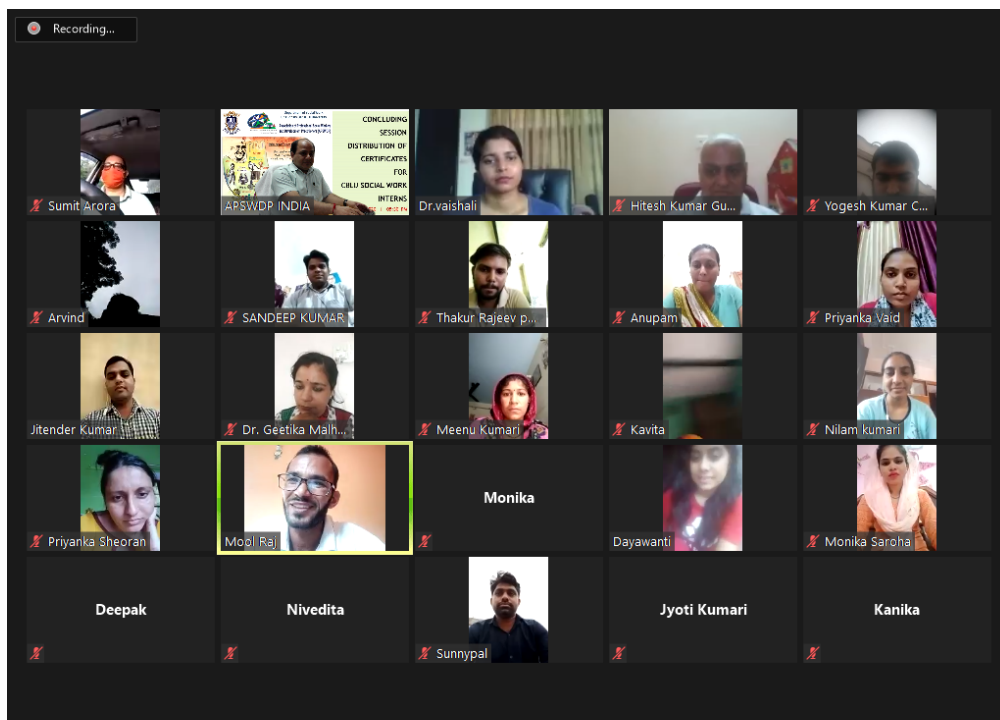 Recording...
Sumit Arora
CONCLUDING
SESSION
DISTRIBUTION OF
CERTIFICATES
FOR
CBLU SOCIAL WORK
INTERNS
APSWDP INDIA
Dr.vaishali
Hitesh Kumar Gu...
Yogesh Kumar C...
Arvind
SANDEEP KUMAR
Thakur Rajeev p...
Anupam
Priyanka Vaid
Jitender Kumar
Dr. Geetika Malh...
Meenu Kumari
Kavita
Nilam kumari
Priyanka Sheoran
Mool Raj
Monika
Dayawanti
Monika Saroha
Deepak
Nivedita
Sunnypal
Jyoti Kumari
Kanika